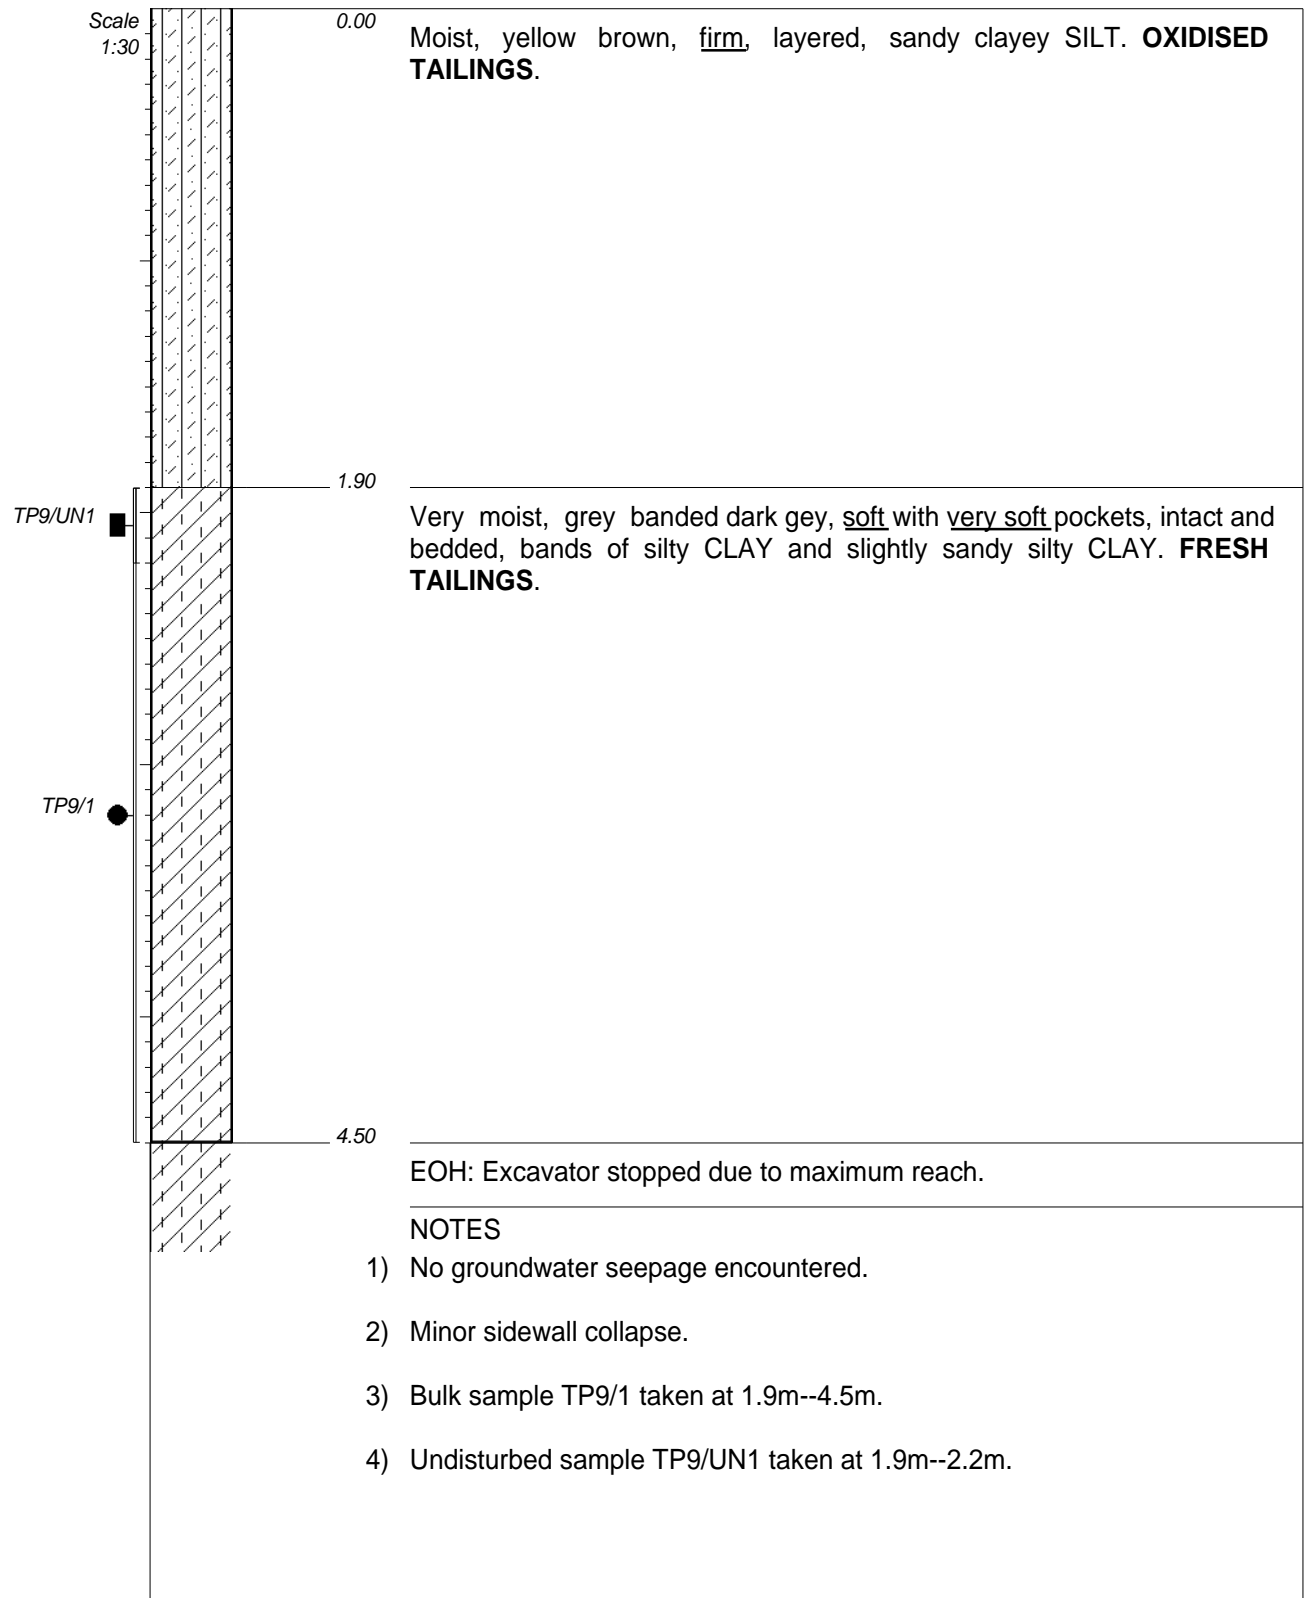 Scale
1:30
0.00
Moist, yellow brown, firm, layered, sandy clayey SILT. OXIDISED
TAILINGS.
1.90
TP9/UN1
Very moist, grey banded dark gey, soft with very soft pockets, intact and
bedded, bands of silty CLAY and slightly sandy silty CLAY. FRESH
TAILINGS.
TP9/1
4.50
EOH: Excavator stopped due to maximum reach.
NOTES
1) No groundwater seepage encountered.
2) Minor sidewall collapse.
3) Bulk sample TP9/1 taken at 1.9m--4.5m.
4) Undisturbed sample TP9/UN1 taken at 1.9m--2.2m.